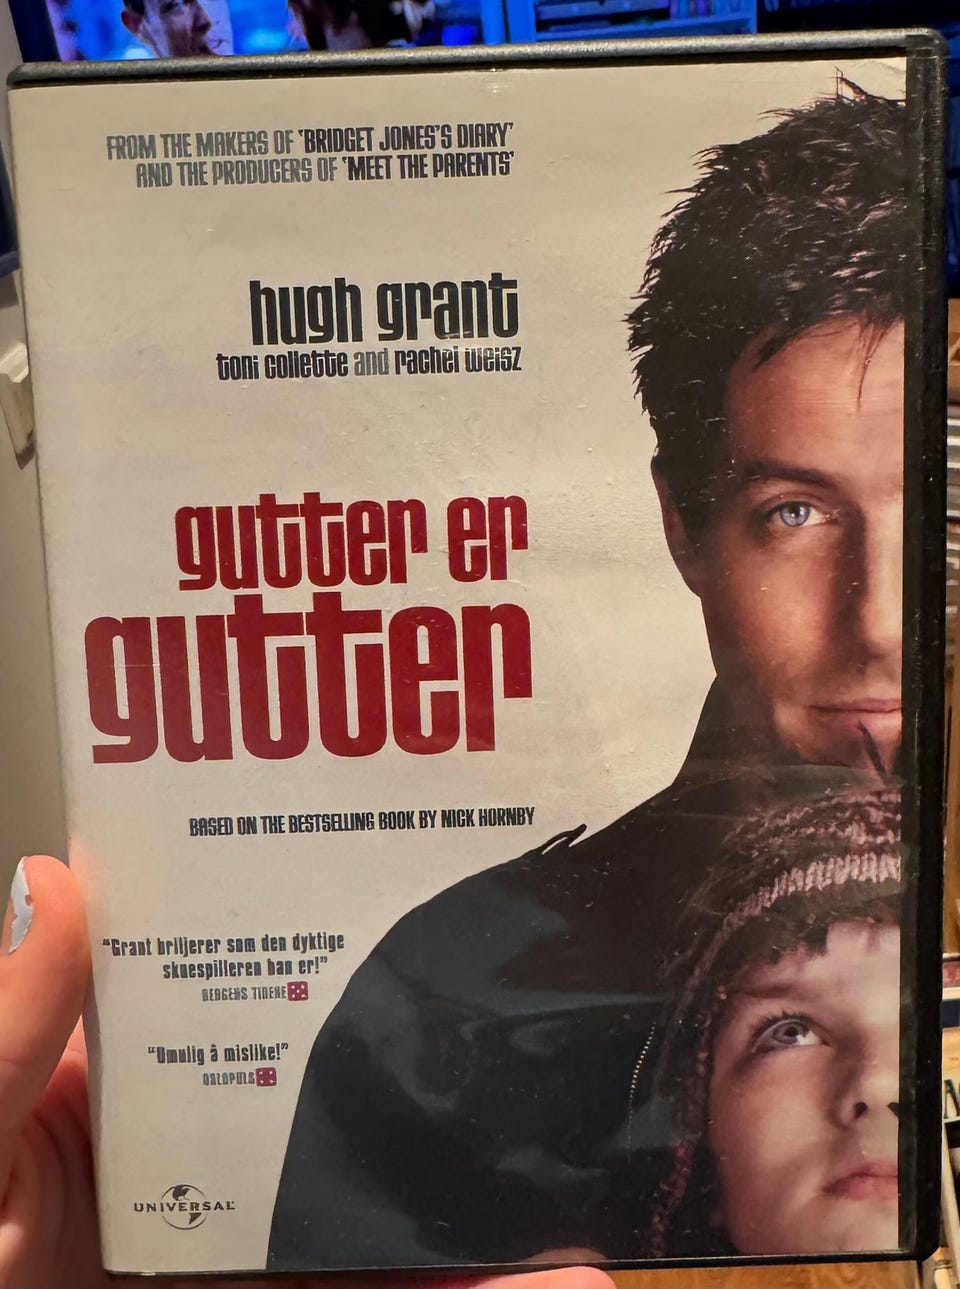 FROM THE MAKERS OF 'BRIDGET JONES'S DIARY'
AND THE PRODUCERS OF 'MEET THE PARENTS'
hugh grant
toni collette and rachel weisz
gutter er
gutter
BASED ON THE BESTSELLING BOOK BY NICK HORNBY
"Grant briljerer som den dyktige
skuespilleren han er!"
BERGENS TIDENE
"Umulig å mislike!"
OSLOPULS
UNIVERSAL